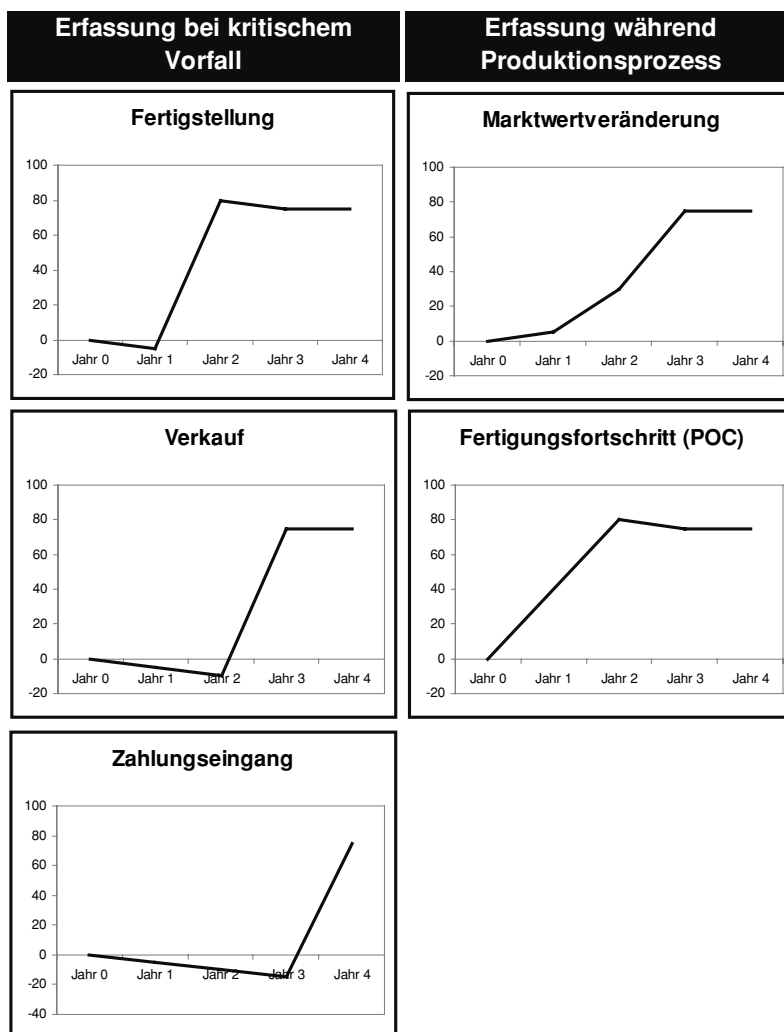 Erfassung bei kritischem
Vorfall
Erfassung während
Produktionsprozess
Fertigstellung
100
80
60
40
20
0
-20
Jahr 0 Jahr 1 Jahr 2 Jahr 3 Jahr 4
Marktwertveränderung
100
80
60
40
20
0
-20
Jahr 0 Jahr 1 Jahr 2 Jahr 3 Jahr 4
Verkauf
100
80
60
40
20
0
-20
Jahr 0 Jahr 1 Jahr 2 Jahr 3 Jahr 4
Fertigungsfortschritt (POC)
100
80
60
40
20
0
-20
Jahr 0 Jahr 1 Jahr 2 Jahr 3 Jahr 4
Zahlungseingang
100
80
60
40
20
0
-20
-40
Jahr 0 Jahr 1 Jahr 2 Jahr 3 Jahr 4